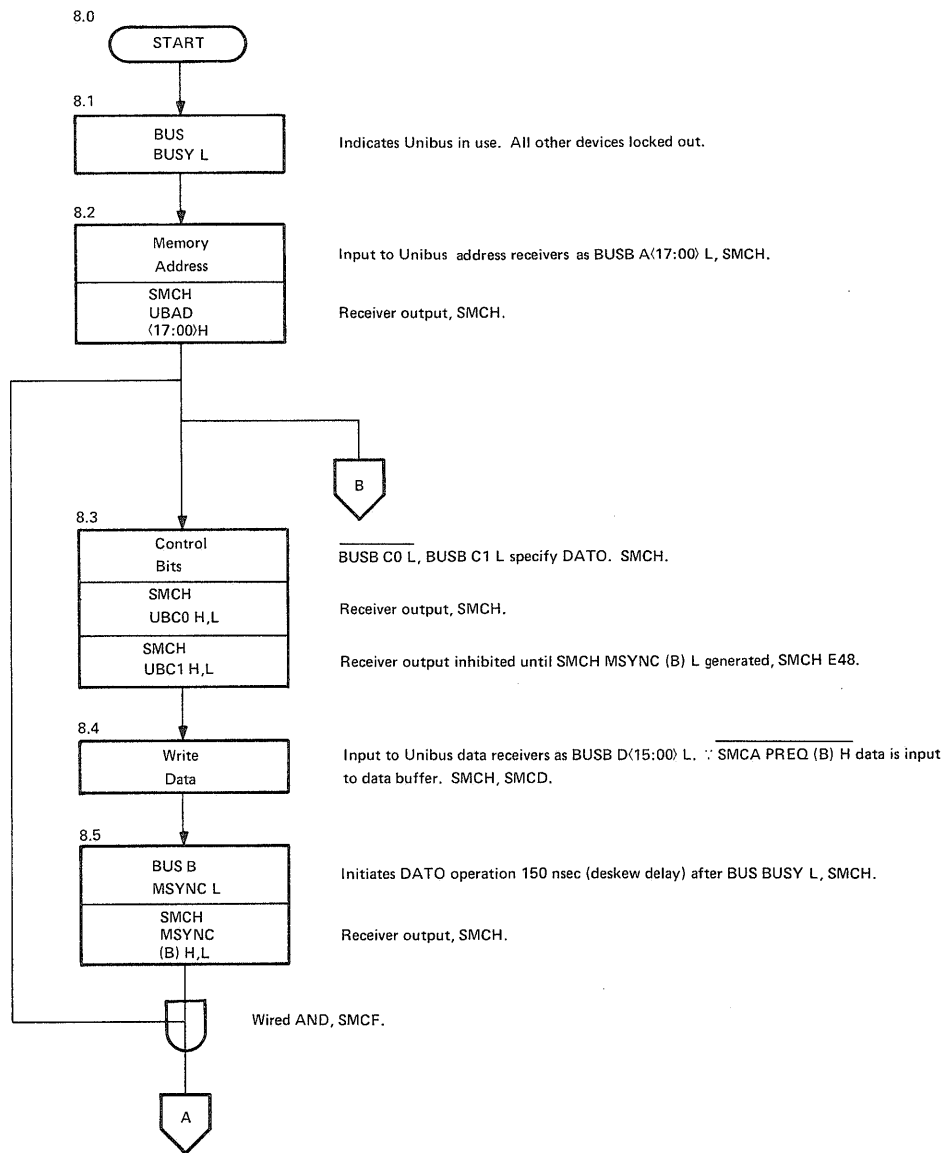 8.0
START
8.1
BUS
BUSY L
Indicates Unibus in use. All other devices locked out.
8.2
Memory
Address
Input to Unibus address receivers as BUSB A⟨17:00⟩ L, SMCH.
SMCH
UBAD
⟨17:00⟩H
Receiver output, SMCH.
B
8.3
Control
Bits
BUSB C0 L, BUSB C1 L specify DATO. SMCH.
SMCH
UBC0 H,L
Receiver output, SMCH.
SMCH
UBC1 H,L
Receiver output inhibited until SMCH MSYNC (B) L generated, SMCH E48.
8.4
Write
Data
Input to Unibus data receivers as BUSB D⟨15:00⟩ L. ∵ SMCA PREQ (B) H data is input
to data buffer. SMCH, SMCD.
8.5
BUS B
MSYNC L
Initiates DATO operation 150 nsec (deskew delay) after BUS BUSY L, SMCH.
SMCH
MSYNC
(B) H,L
Receiver output, SMCH.
Wired AND, SMCF.
A